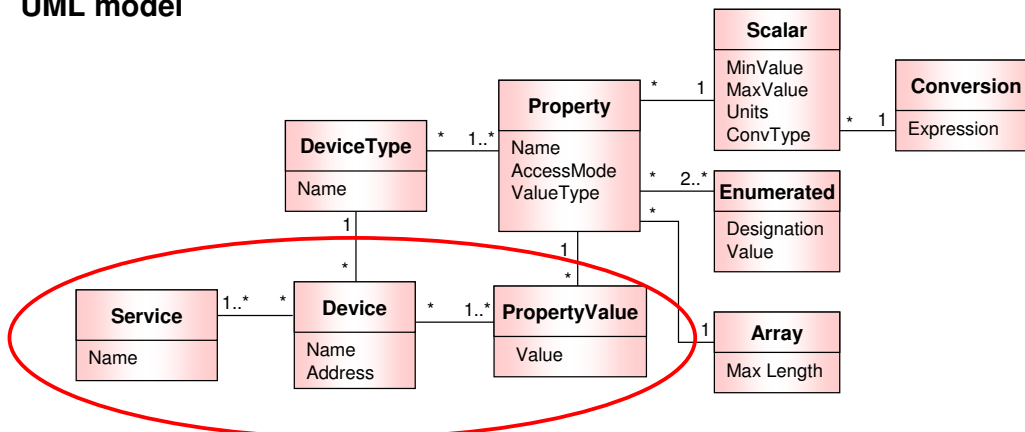 UML model
Scalar
MinValue
MaxValue
Units
ConvType
* 1
Conversion
Expression
* 1
Property
Name
AccessMode
ValueType
DeviceType
Name
* 1..*
* 2..*
Enumerated
Designation
Value
*
1
*
1
*
Service
Name
1..* *
Device
Name
Address
* 1..*
PropertyValue
Value
1
Array
Max Length